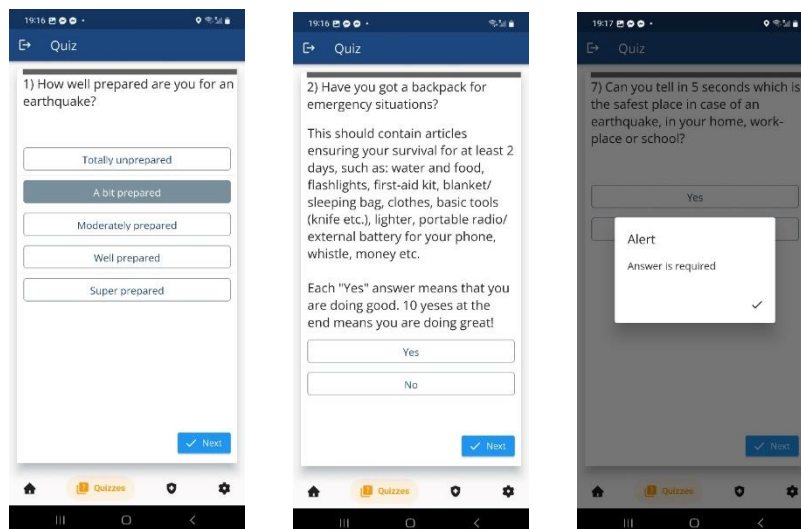 19:16
Quiz
1) How well prepared are you for an
earthquake?
Totally unprepared
A bit prepared
Moderately prepared
Well prepared
Super prepared
Next
Quizzes
19:16
Quiz
2) Have you got a backpack for
emergency situations?
This should contain articles
ensuring your survival for at least 2
days, such as: water and food,
flashlights, first-aid kit, blanket/
sleeping bag, clothes, basic tools
(knife etc.), lighter, portable radio/
external battery for your phone,
whistle, money etc.
Each "Yes" answer means that you
are doing good. 10 yeses at the
end means you are doing great!
Yes
No
Next
Quizzes
19:17
Quiz
7) Can you tell in 5 seconds which is
the safest place in case of an
earthquake, in your home, work-
place or school?
Yes
Alert
Answer is required
Next
Quizzes